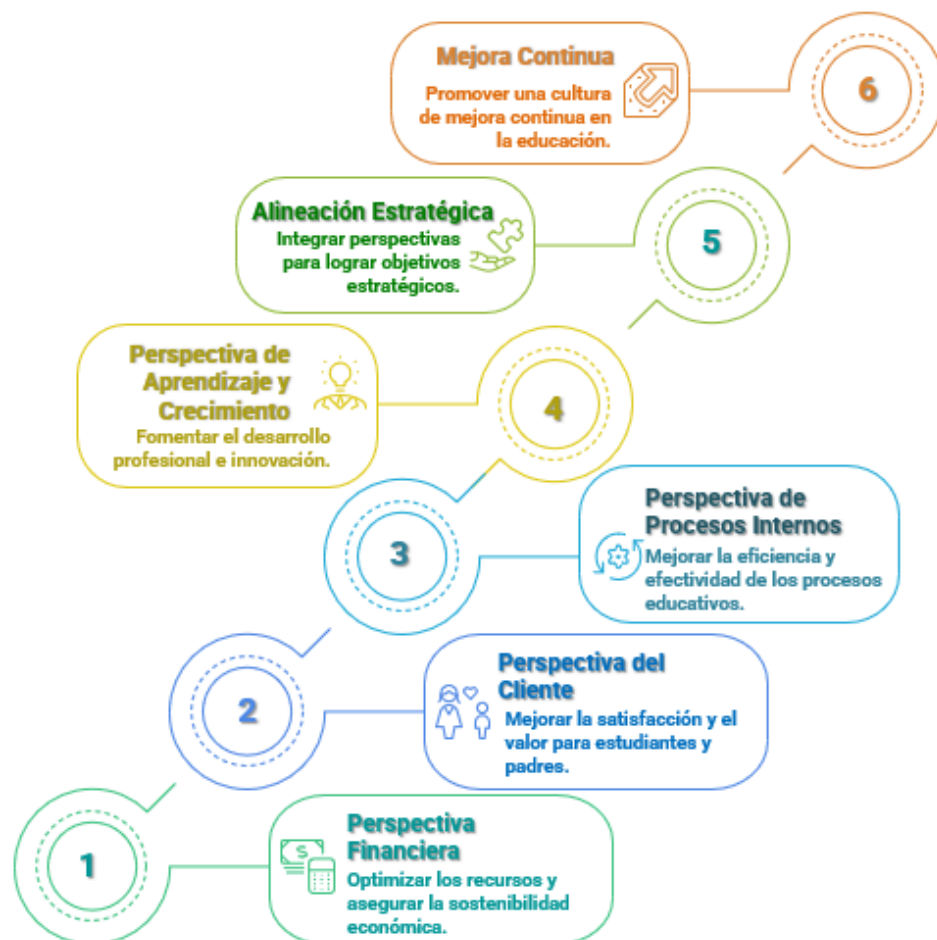 6
Mejora Continua
Promover una cultura
de mejora continua en
la educación.
5
Alineación Estratégica
Integrar perspectivas
para lograr objetivos
estratégicos.
4
Perspectiva de
Aprendizaje y
Crecimiento
Fomentar el desarrollo
profesional e innovación.
3
Perspectiva de
Procesos Internos
Mejorar la eficiencia y
efectividad de los procesos
educativos.
2
Perspectiva del
Cliente
Mejorar la satisfacción y el
valor para estudiantes y
padres.
1
Perspectiva
Financiera
$
Optimizar los recursos y
asegurar la sostenibilidad
económica.